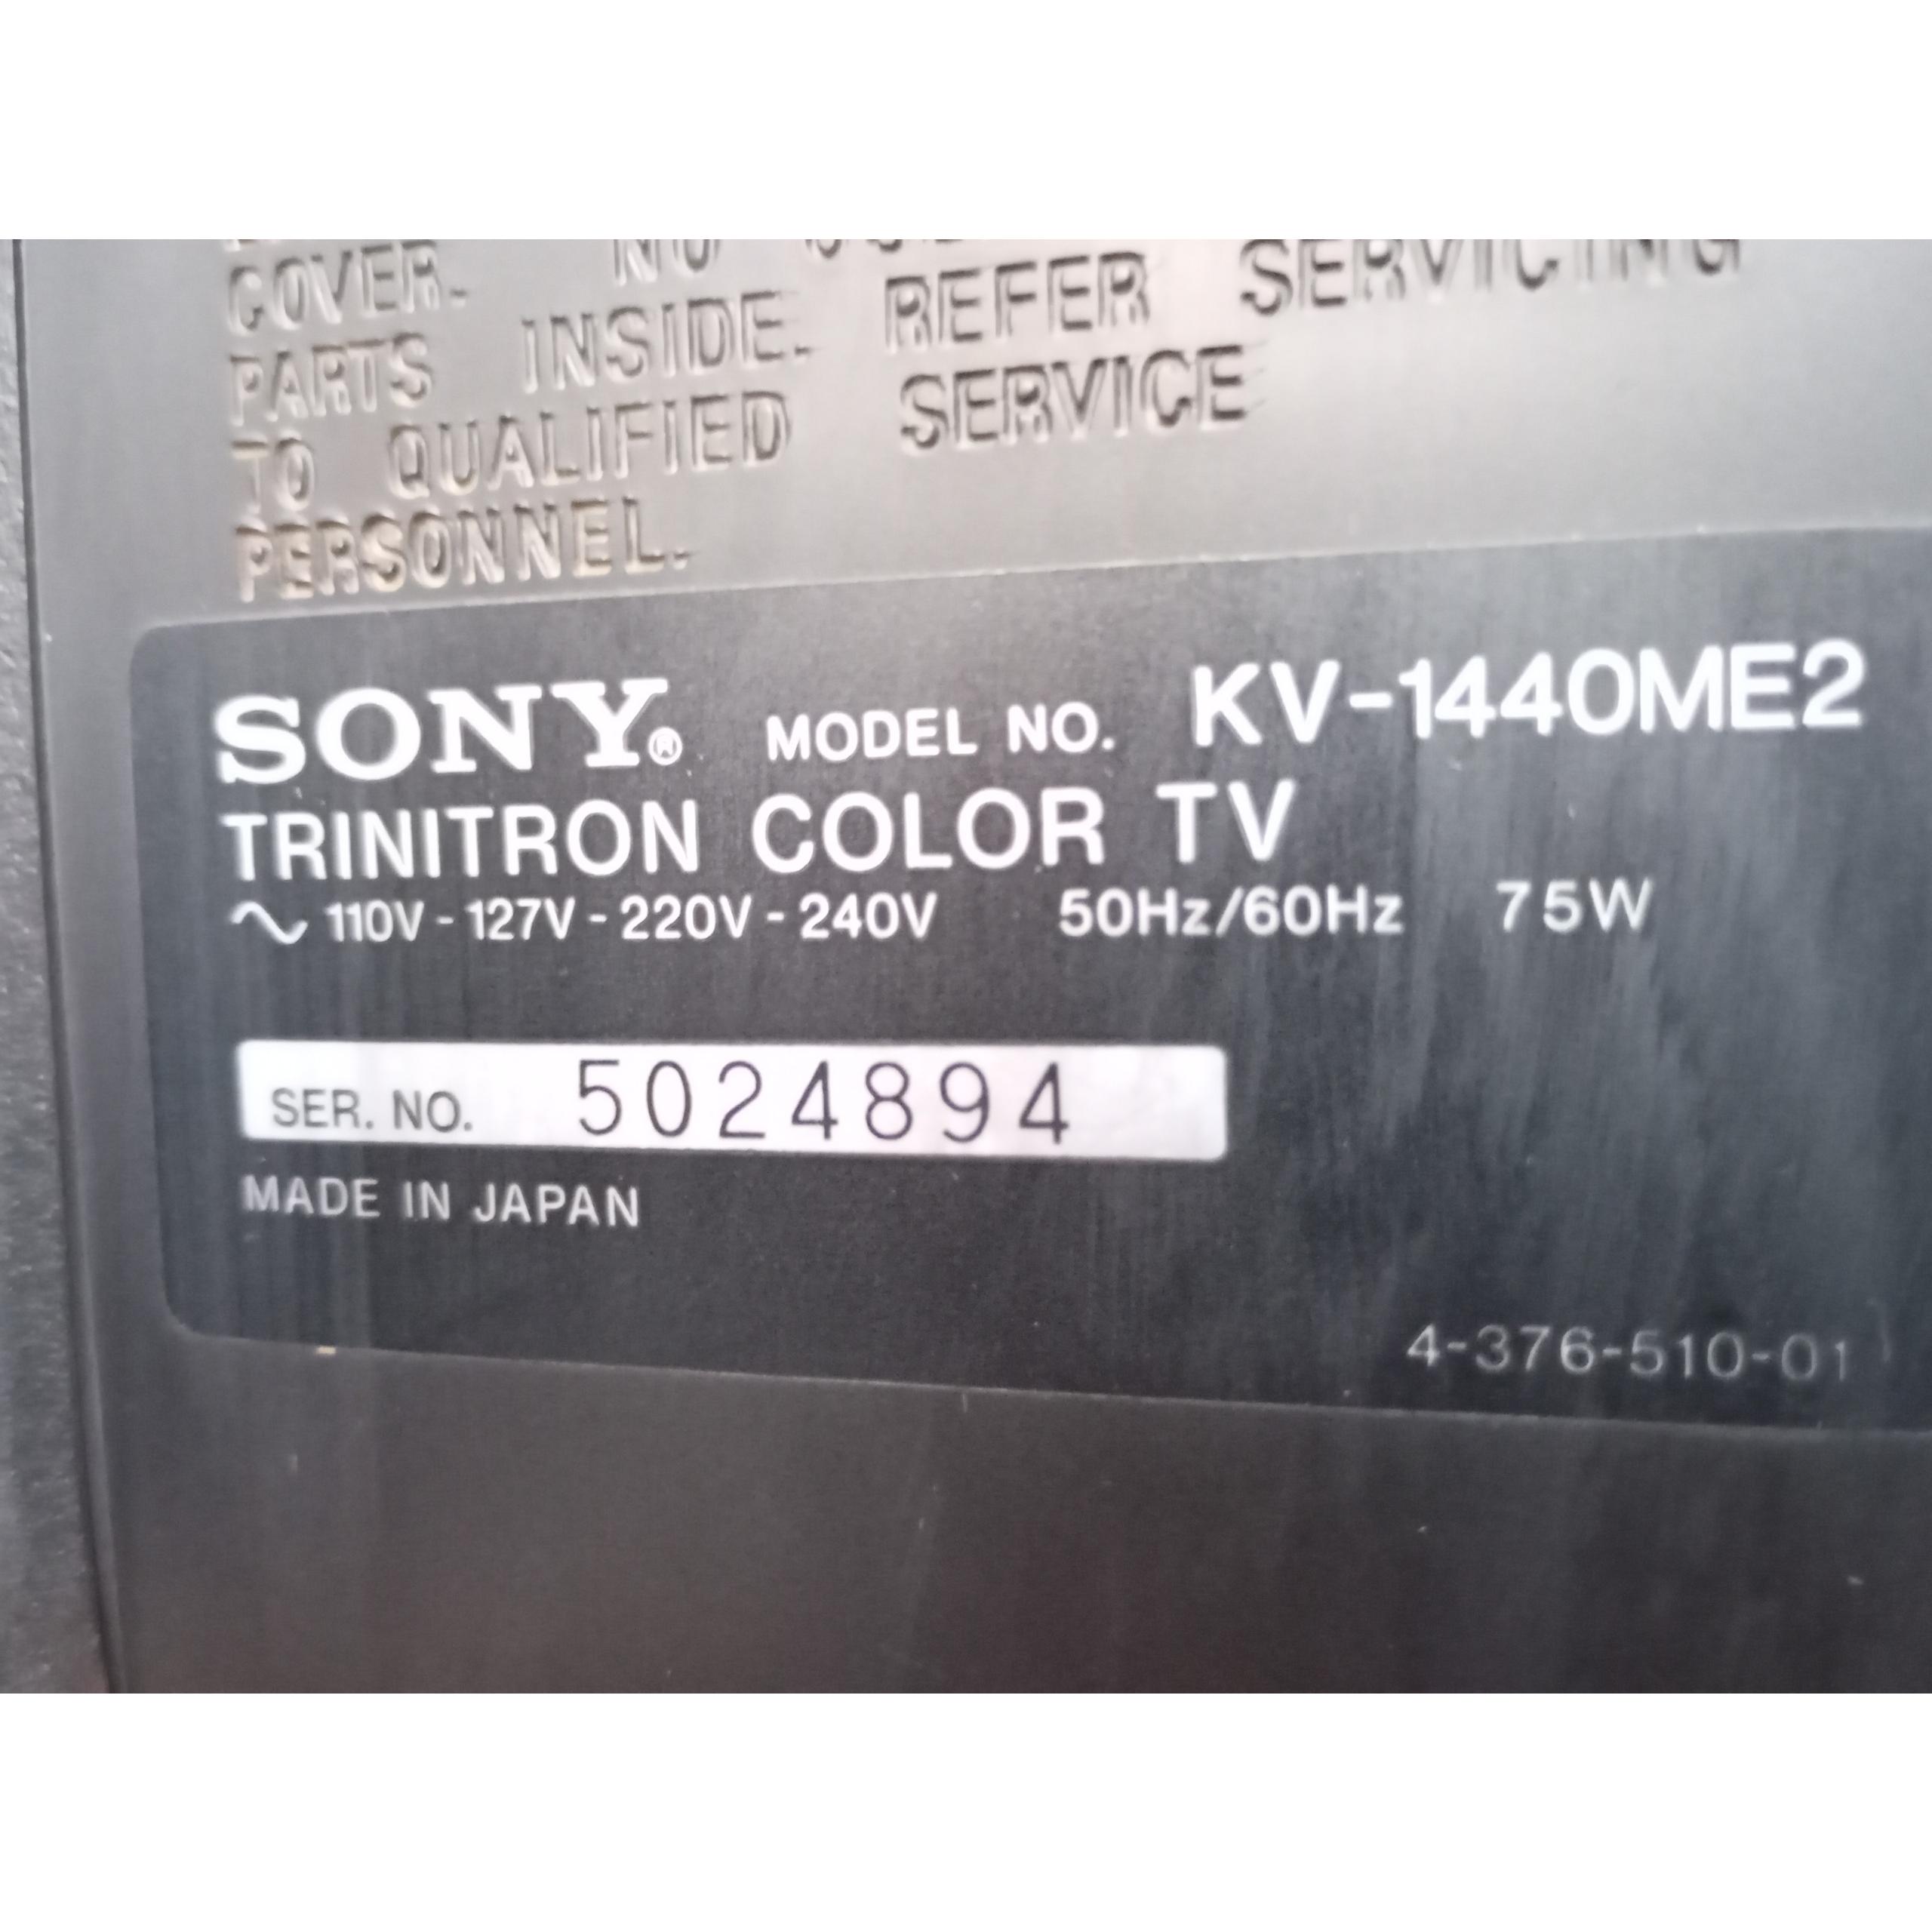 COVER. NO
PARTS INSIDE. REFER SERVICING
TO QUALIFIED SERVICE
PERSONNEL.
SONY® MODEL NO. KV-1440ME2
TRINITRON COLOR TV
∿ 110V - 127V - 220V - 240V 50Hz/60Hz 75W
SER. NO. 5024894
MADE IN JAPAN
4-376-510-01